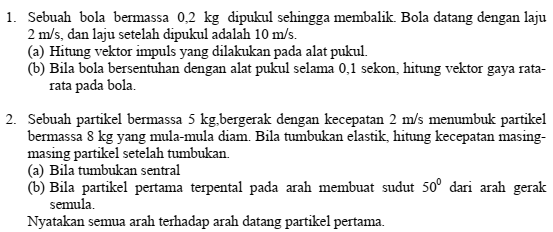 1. Sebuah bola bermassa 0,2 kg dipukul sehingga membalik. Bola datang dengan laju
2 m/s, dan laju setelah dipukul adalah 10 m/s.
(a) Hitung vektor impuls yang dilakukan pada alat pukul.
(b) Bila bola bersentuhan dengan alat pukul selama 0,1 sekon, hitung vektor gaya rata-
rata pada bola.
2. Sebuah partikel bermassa 5 kg,bergerak dengan kecepatan 2 m/s menumbuk partikel
bermassa 8 kg yang mula-mula diam. Bila tumbukan elastik, hitung kecepatan masing-
masing partikel setelah tumbukan.
(a) Bila tumbukan sentral
(b) Bila partikel pertama terpental pada arah membuat sudut 50⁰ dari arah gerak
semula.
Nyatakan semua arah terhadap arah datang partikel pertama.